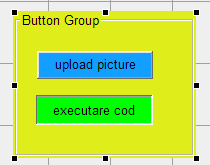 Button Group
upload picture
executare cod